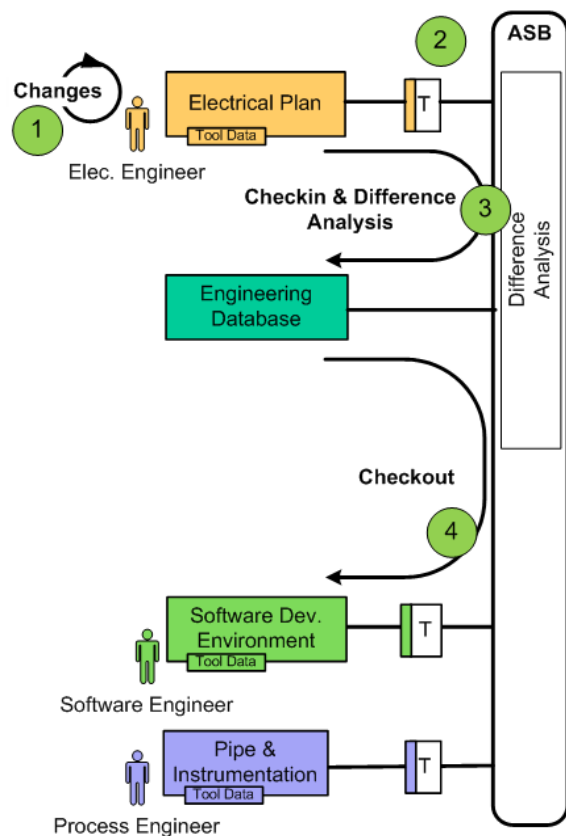 2
ASB
Changes
1
Electrical Plan
T
Tool Data
Elec. Engineer
Checkin & Difference
Analysis
3
Difference
Analysis
Engineering
Database
Checkout
4
Software Dev.
Environment
T
Tool Data
Software Engineer
Pipe &
Instrumentation
T
Tool Data
Process Engineer